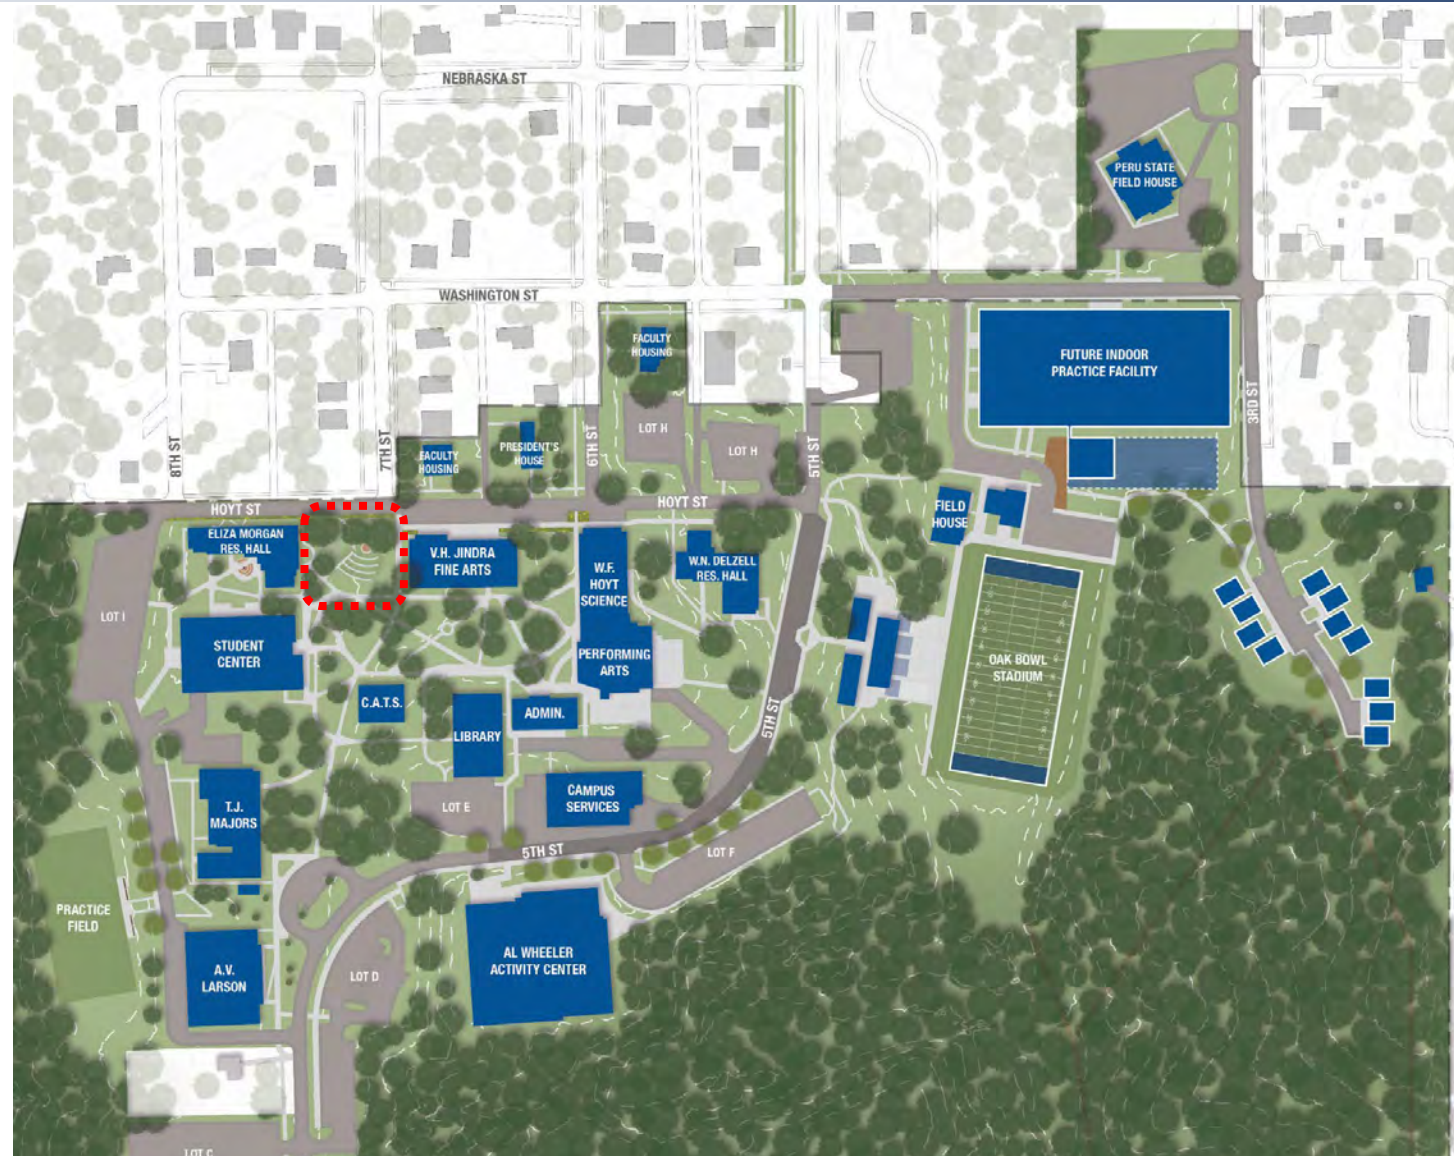 NEBRASKA ST
PERU STATE
FIELD HOUSE
WASHINGTON ST
FACULTY
HOUSING
FUTURE INDOOR
PRACTICE FACILITY
3RD ST
8TH ST
7TH ST
FACULTY
HOUSING
PRESIDENT'S
HOUSE
6TH ST
LOT H
LOT H
5TH ST
HOYT ST
HOYT ST
FIELD
HOUSE
ELIZA MORGAN
RES. HALL
V.H. JINDRA
FINE ARTS
W.F.
HOYT
SCIENCE
W.N. DELZELL
RES. HALL
LOT I
STUDENT
CENTER
PERFORMING
ARTS
OAK BOWL
STADIUM
C.A.T.S.
ADMIN.
LIBRARY
5TH ST
CAMPUS
SERVICES
LOT E
T.J.
MAJORS
5TH ST
LOT F
PRACTICE
FIELD
AL WHEELER
ACTIVITY CENTER
A.V.
LARSON
LOT D
LOT C